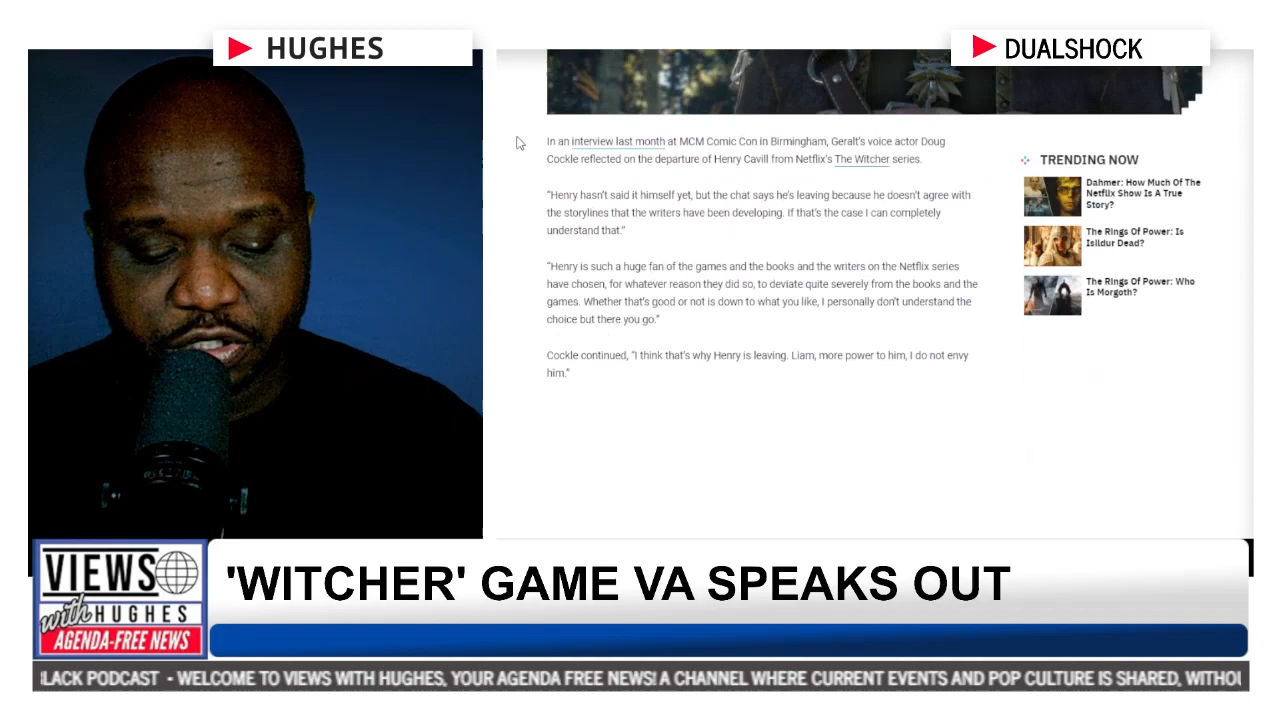 HUGHES
DUALSHOCK
In an interview last month at MCM Comic Con in Birmingham, Geralt's voice actor Doug
Cockle reflected on the departure of Henry Cavill from Netflix's The Witcher series.
"Henry hasn't said it himself yet, but the chat says he's leaving because he doesn't agree with
the storylines that the writers have been developing. If that's the case I can completely
understand that."
"Henry is such a huge fan of the games and the books and the writers on the Netflix series
have chosen, for whatever reason they did so, to deviate quite severely from the books and the
games. Whether that's good or not is down to what you like, I personally don't understand the
choice but there you go."
Cockle continued, "I think that's why Henry is leaving. Liam, more power to him, I do not envy
him."
TRENDING NOW
Dahmer: How Much Of The
Netflix Show Is A True
Story?
The Rings Of Power: Is
Isildur Dead?
The Rings Of Power: Who
Is Morgoth?
VIEWS
with HUGHES
AGENDA-FREE NEWS
'WITCHER' GAME VA SPEAKS OUT
LACK PODCAST • WELCOME TO VIEWS WITH HUGHES, YOUR AGENDA FREE NEWS! A CHANNEL WHERE CURRENT EVENTS AND POP CULTURE IS SHARED, WITHOU